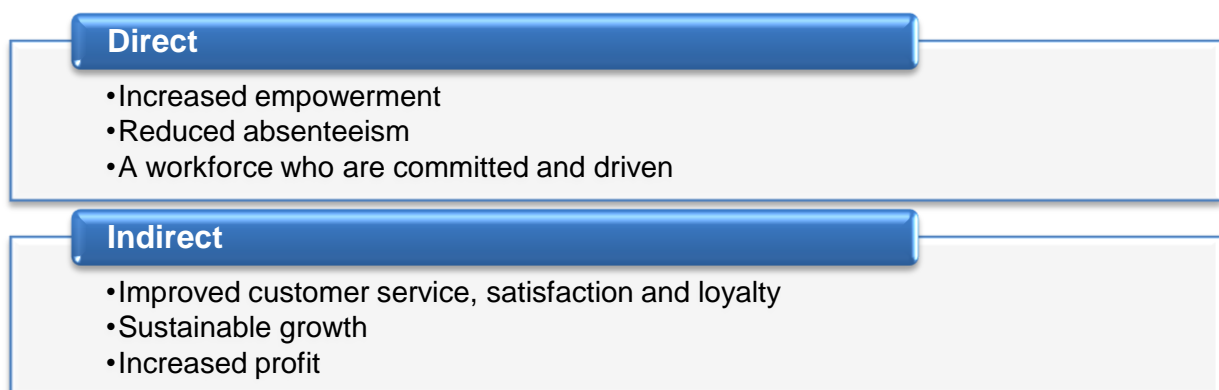 Direct
•Increased empowerment
•Reduced absenteeism
•A workforce who are committed and driven
Indirect
•Improved customer service, satisfaction and loyalty
•Sustainable growth
•Increased profit